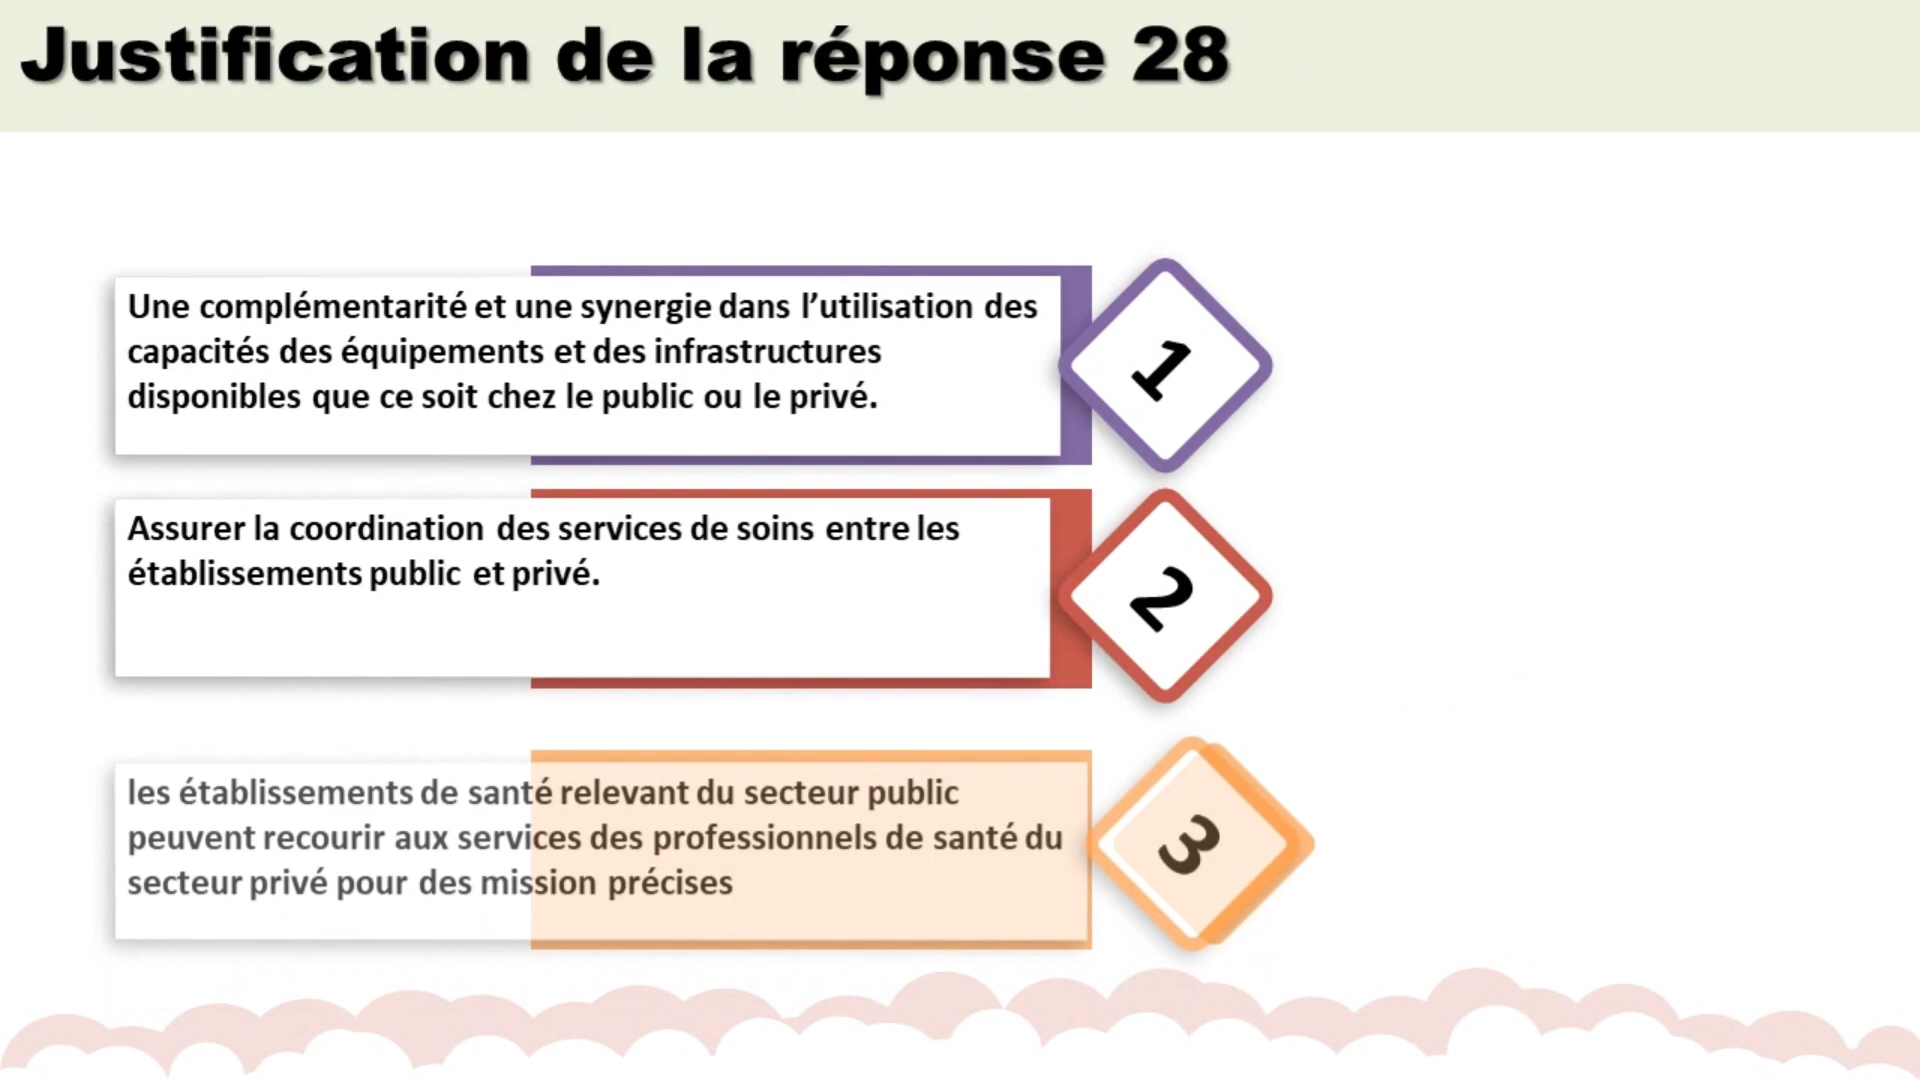 Justification de la réponse 28
Une complémentarité et une synergie dans l’utilisation des
capacités des équipements et des infrastructures
disponibles que ce soit chez le public ou le privé.
1
Assurer la coordination des services de soins entre les
établissements public et privé.
2
les établissements de santé relevant du secteur public
peuvent recourir aux services des professionnels de santé du
secteur privé pour des mission précises
3